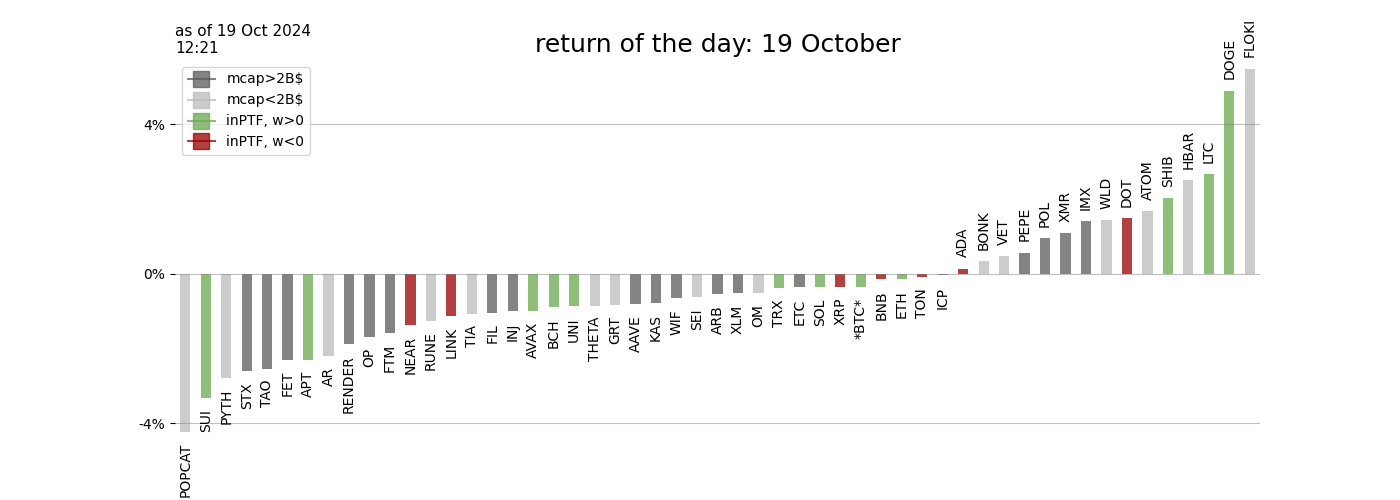 as of 19 Oct 2024
12:21
return of the day: 19 October
mcap>2B$
mcap<2B$
inPTF, w>0
inPTF, w<0
4%
0%
-4%
POPCAT
SUI
PYTH
STX
TAO
FET
APT
AR
RENDER
OP
FTM
NEAR
RUNE
LINK
TIA
FIL
INJ
AVAX
BCH
UNI
THETA
GRT
AAVE
KAS
WIF
SEI
ARB
XLM
OM
TRX
ETC
SOL
XRP
*BTC*
BNB
ETH
TON
ICP
ADA
BONK
VET
PEPE
POL
XMR
IMX
WLD
DOT
ATOM
SHIB
HBAR
LTC
DOGE
FLOKI